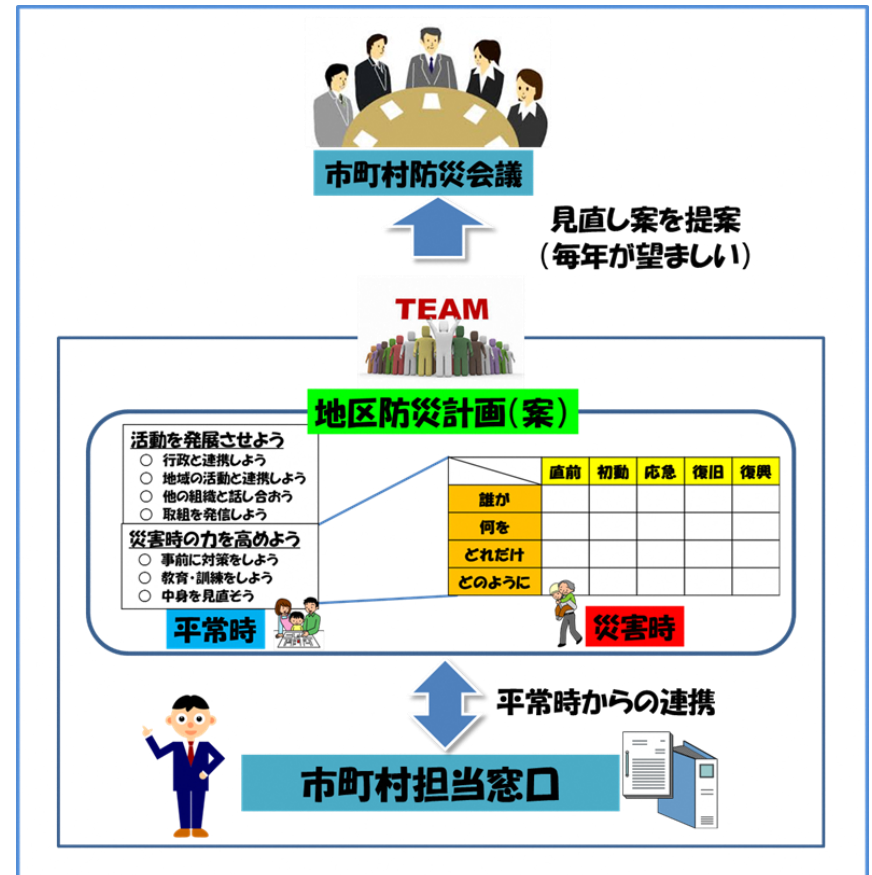 市町村防災会議
見直し案を提案
(毎年が望ましい)
TEAM
地区防災計画(案)
活動を発展させよう
○ 行政と連携しよう
○ 地域の活動と連携しよう
○ 他の組織と話し合おう
○ 取組を発信しよう
災害時の力を高めよう
○ 事前に対策をしよう
○ 教育・訓練をしよう
○ 中身を見直そう
平常時
直前 初動 応急 復旧 復興
誰が
何を
どれだけ
どのように
災害時
平常時からの連携
市町村担当窓口